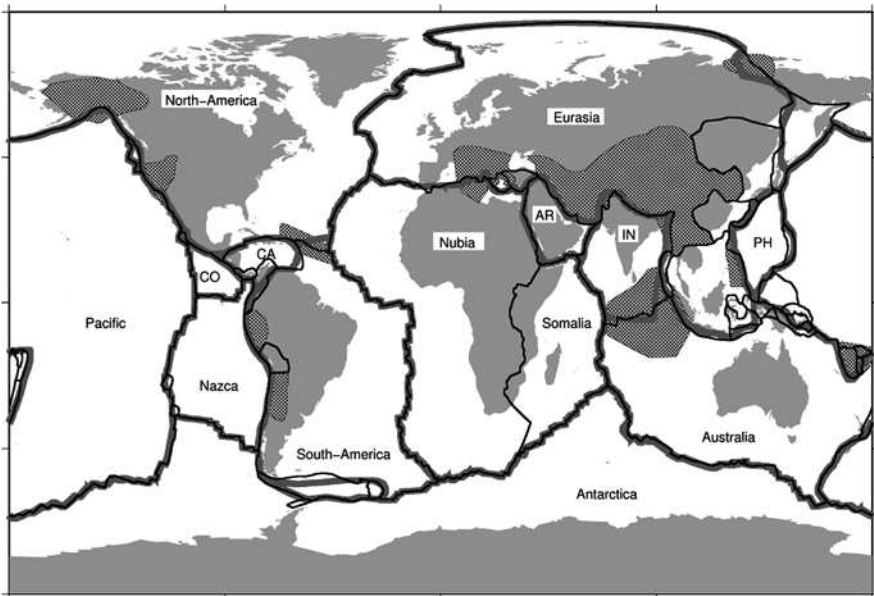 North-America
Eurasia
AR
Nubia
IN
PH
CA
CO
Pacific
Somalia
Nazca
South-America
Australia
Antarctica